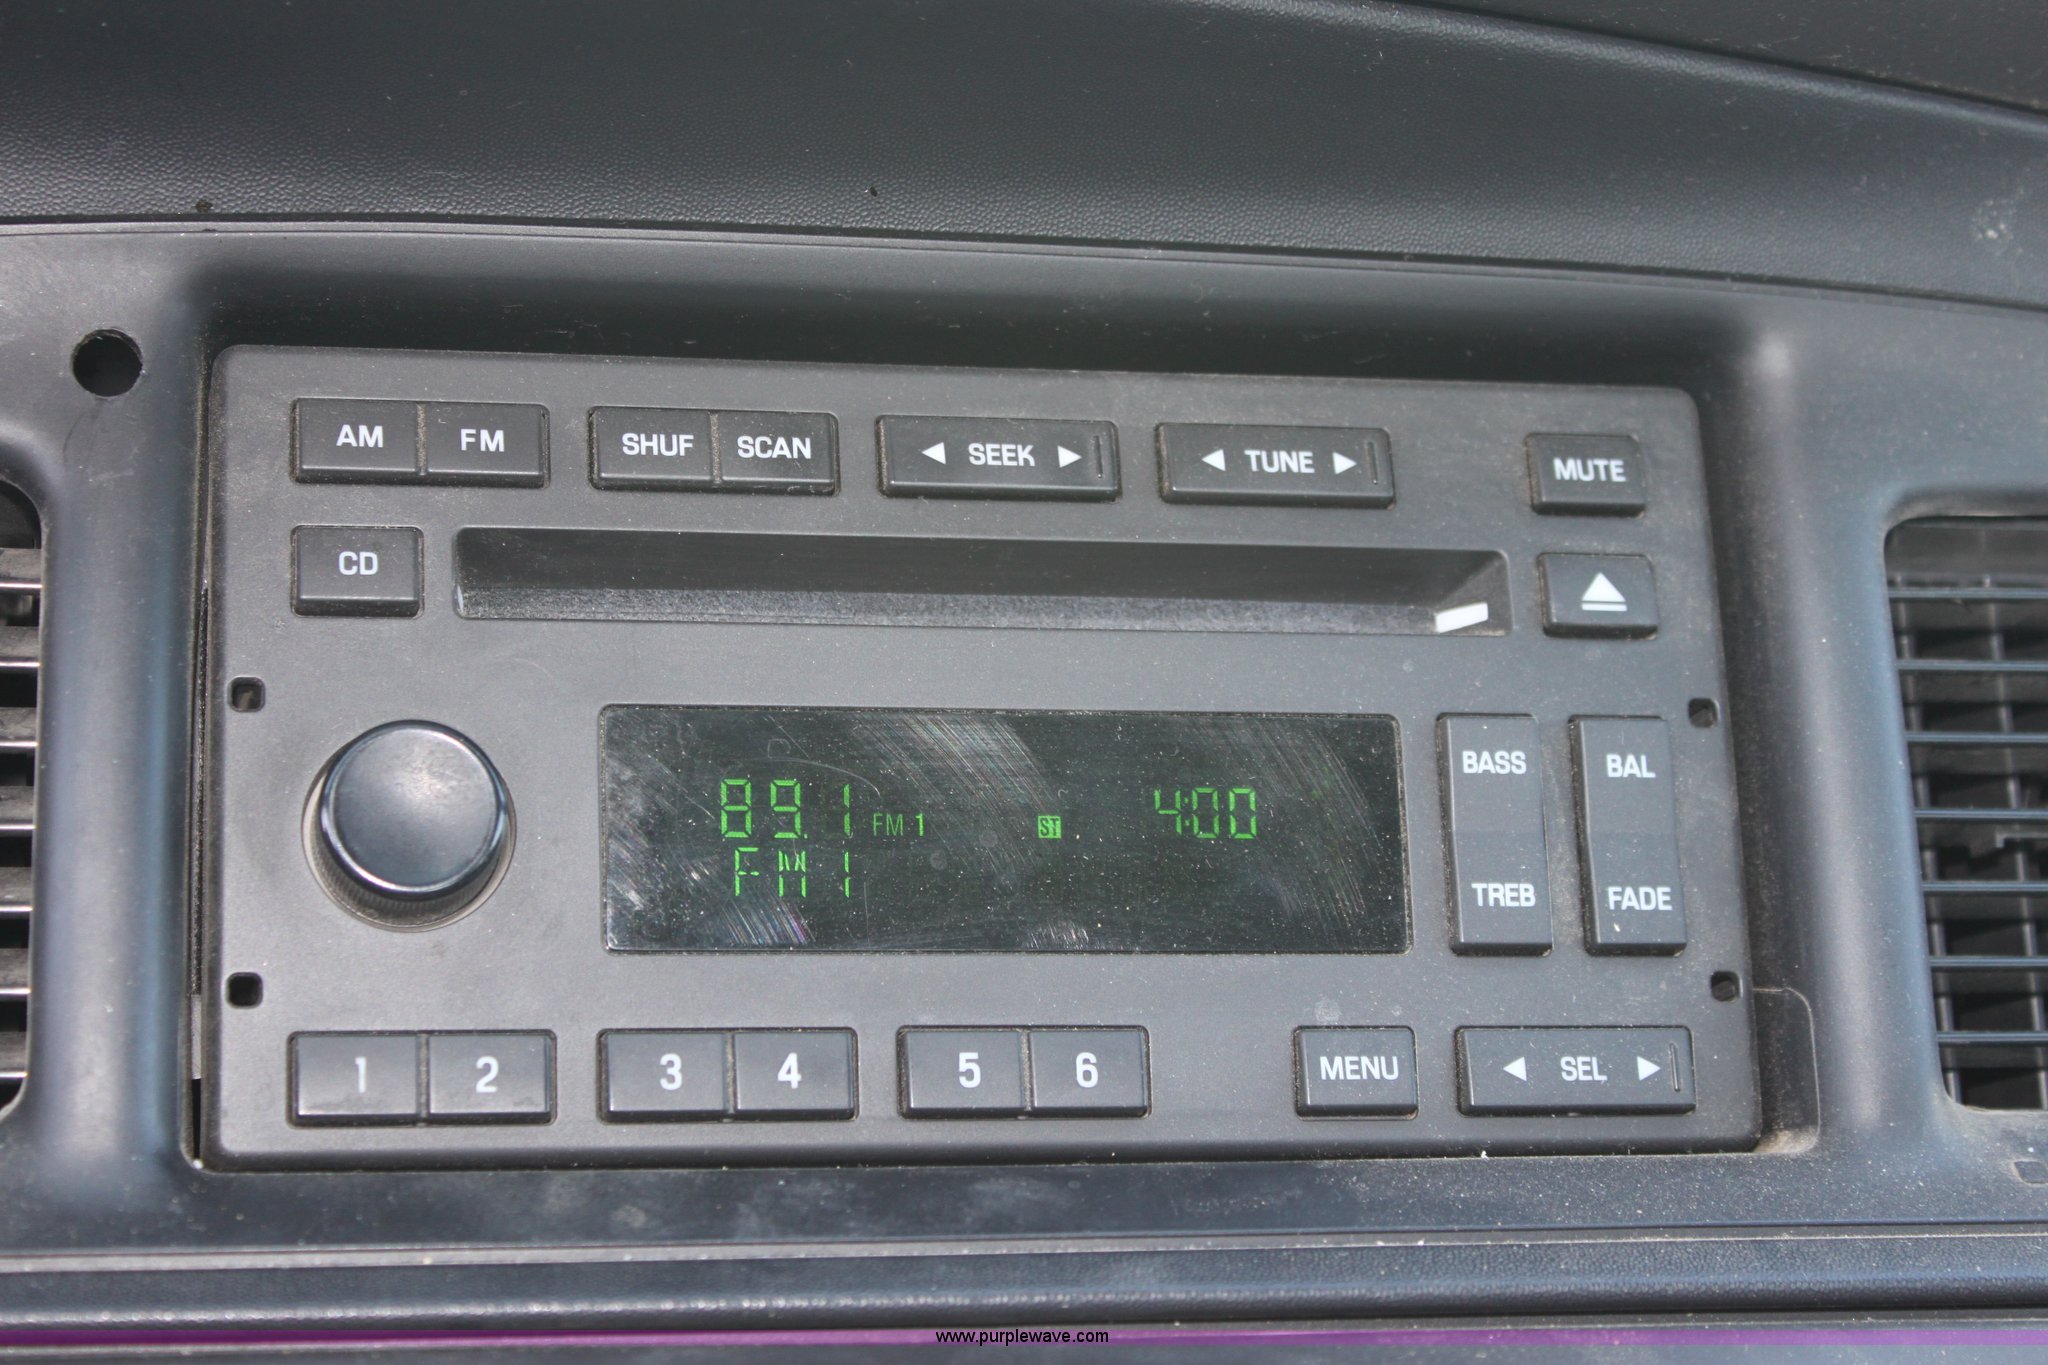 AM FM SHUF SCAN ◀ SEEK ▶ ◀ TUNE ▶ MUTE
CD
BASS BAL
89.1 FM 1 ST 4:00
FM1
TREB FADE
1 2 3 4 5 6 MENU ◀ SEL ▶
www.purplewave.com